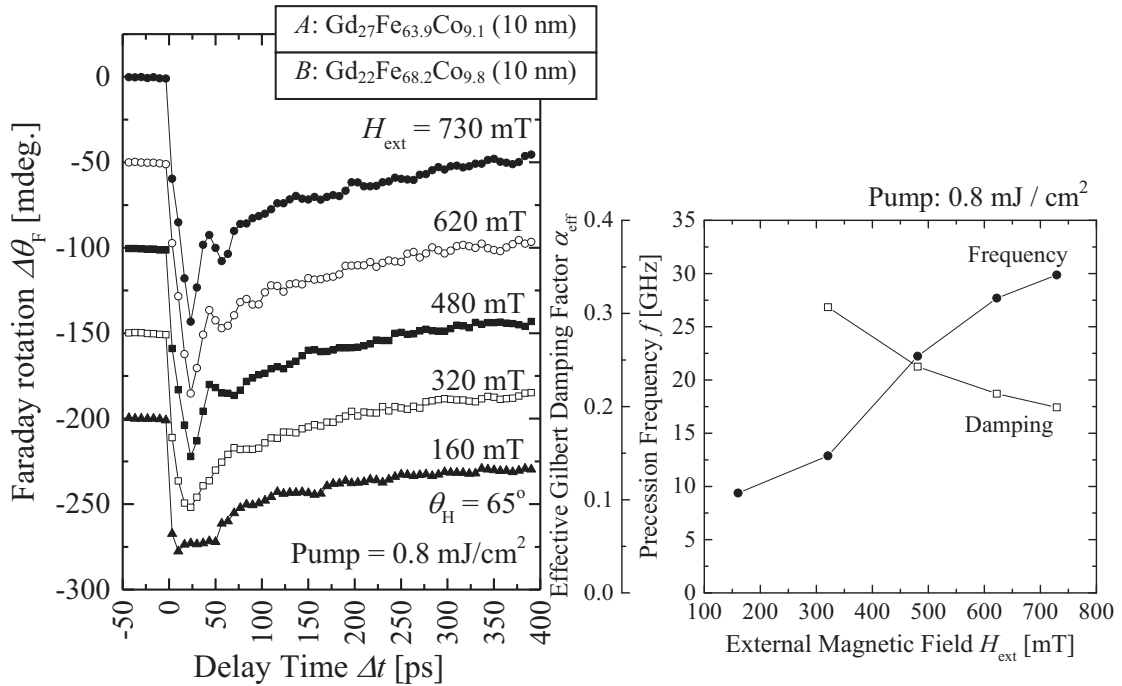 A: Gd27Fe63.9Co9.1 (10 nm)
B: Gd22Fe68.2Co9.8 (10 nm)
Faraday rotation ΔθF [mdeg.]
0
-50
-100
-150
-200
-250
-300
Hext = 730 mT
620 mT
480 mT
320 mT
160 mT
θH = 65°
Pump = 0.8 mJ/cm²
-50
0
50
100
150
200
250
300
350
400
Delay Time Δt [ps]
Pump: 0.8 mJ / cm²
Effective Gilbert Damping Factor αeff
0.4
0.3
0.2
0.1
0.0
Precession Frequency f [GHz]
35
30
25
20
15
10
5
0
Frequency
Damping
100 200 300 400 500 600 700 800
External Magnetic Field Hext [mT]